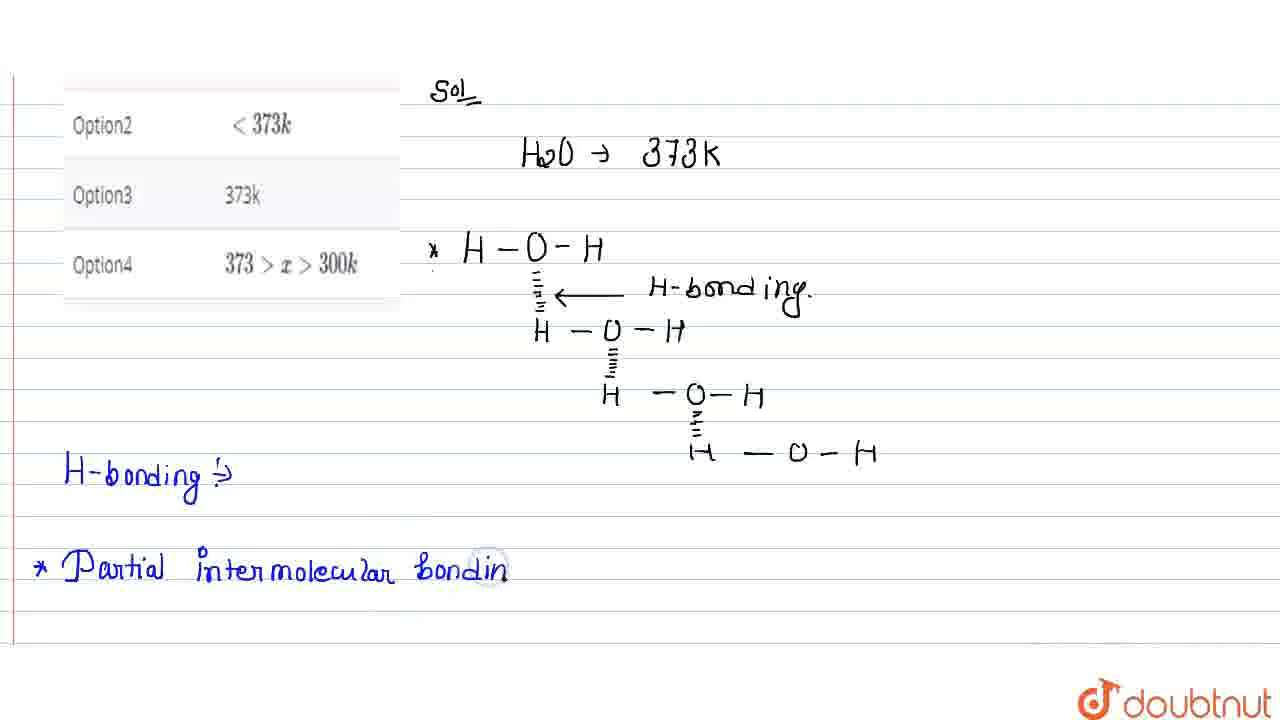 Sol
Option2 < 373k
H2O → 373K
Option3 373k
* H - O - H
Option4 373 > x > 300k
H-bonding.
H - O - H
H - O - H
H - O - H
H-bonding :→
* Partial intermolecular bondin
doubtnut